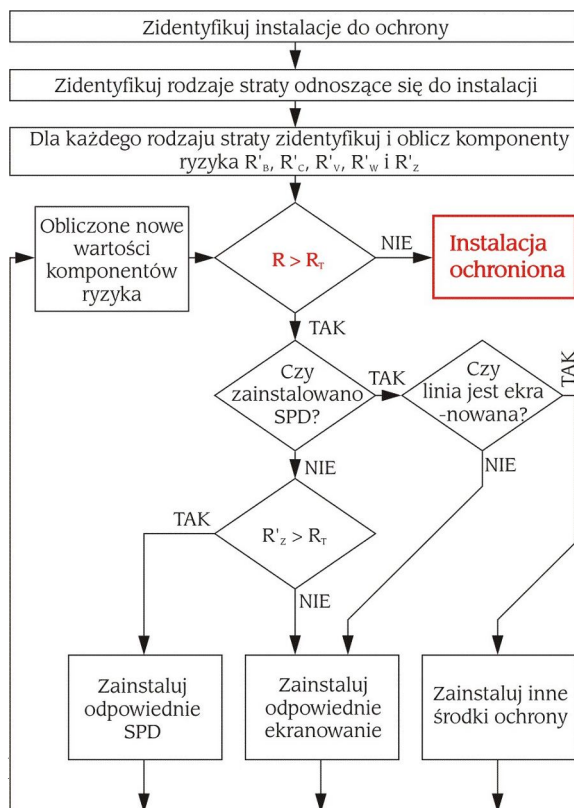 Zidentyfikuj instalacje do ochrony
Zidentyfikuj rodzaje straty odnoszące się do instalacji
Dla każdego rodzaju straty zidentyfikuj i oblicz komponenty
ryzyka R'B, R'C, R'V, R'W i R'Z
Obliczone nowe
wartości
komponentów
ryzyka
R > RT
NIE
Instalacja
ochroniona
TAK
Czy
zainstalowano
SPD?
TAK
Czy
linia jest ekra
-nowana?
TAK
NIE
NIE
TAK
R'Z > RT
NIE
Zainstaluj
odpowiednie
SPD
Zainstaluj
odpowiednie
ekranowanie
Zainstaluj inne
środki ochrony